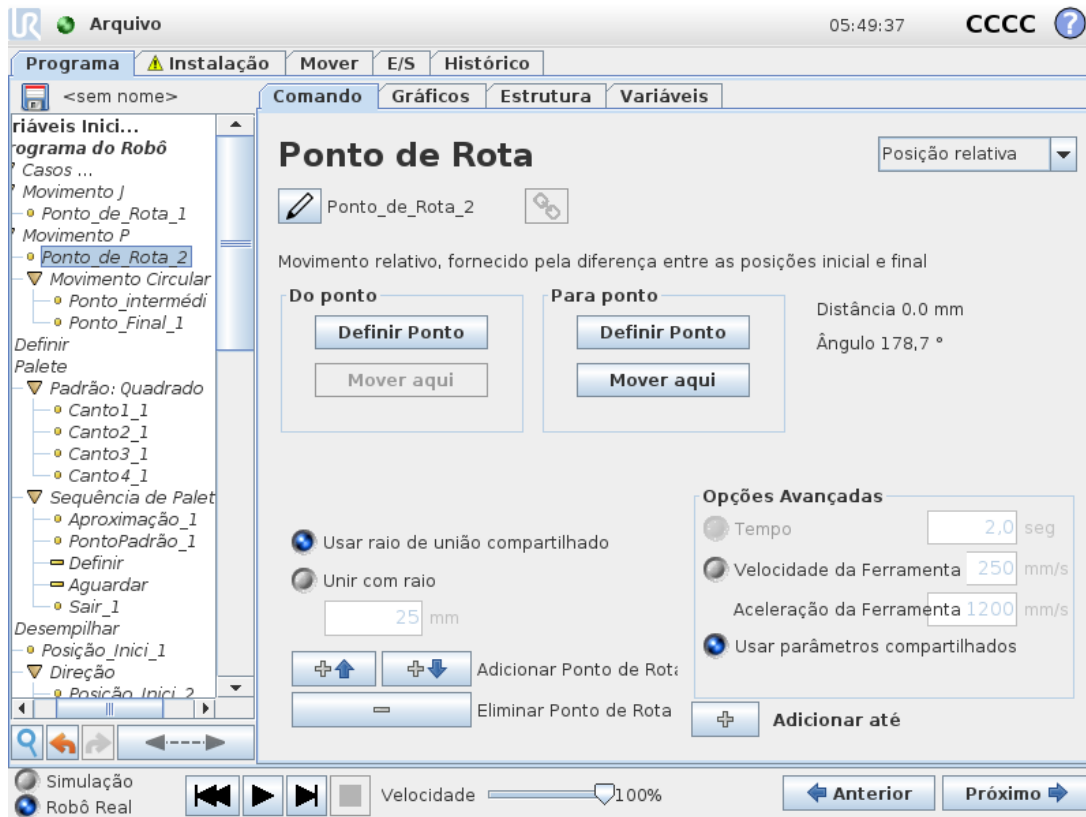 Arquivo
05:49:37
CCCC
?
Programa
Instalação
Mover
E/S
Histórico
<sem nome>
Comando
Gráficos
Estrutura
Variáveis
riáveis Inici...
rograma do Robô
Casos ...
Movimento J
Ponto_de_Rota_1
Movimento P
Ponto_de_Rota_2
Movimento Circular
Ponto_intermédi
Ponto_Final_1
Definir
Palete
Padrão: Quadrado
Canto1_1
Canto2_1
Canto3_1
Canto4_1
Sequência de Palet
Aproximação_1
PontoPadrão_1
Definir
Aguardar
Sair_1
Desempilhar
Posição_Inici_1
Direção
Posição_Inici_2
Ponto de Rota
Posição relativa
Ponto_de_Rota_2
Movimento relativo, fornecido pela diferença entre as posições inicial e final
Do ponto
Definir Ponto
Mover aqui
Para ponto
Definir Ponto
Mover aqui
Distância 0.0 mm
Ângulo 178,7 °
Usar raio de união compartilhado
Unir com raio
25 mm
Adicionar Ponto de Rota
Eliminar Ponto de Rota
Opções Avançadas
Tempo 2,0 seg
Velocidade da Ferramenta 250 mm/s
Aceleração da Ferramenta 1200 mm/s
Usar parâmetros compartilhados
Adicionar até
Simulação
Robô Real
Velocidade
100%
Anterior
Próximo